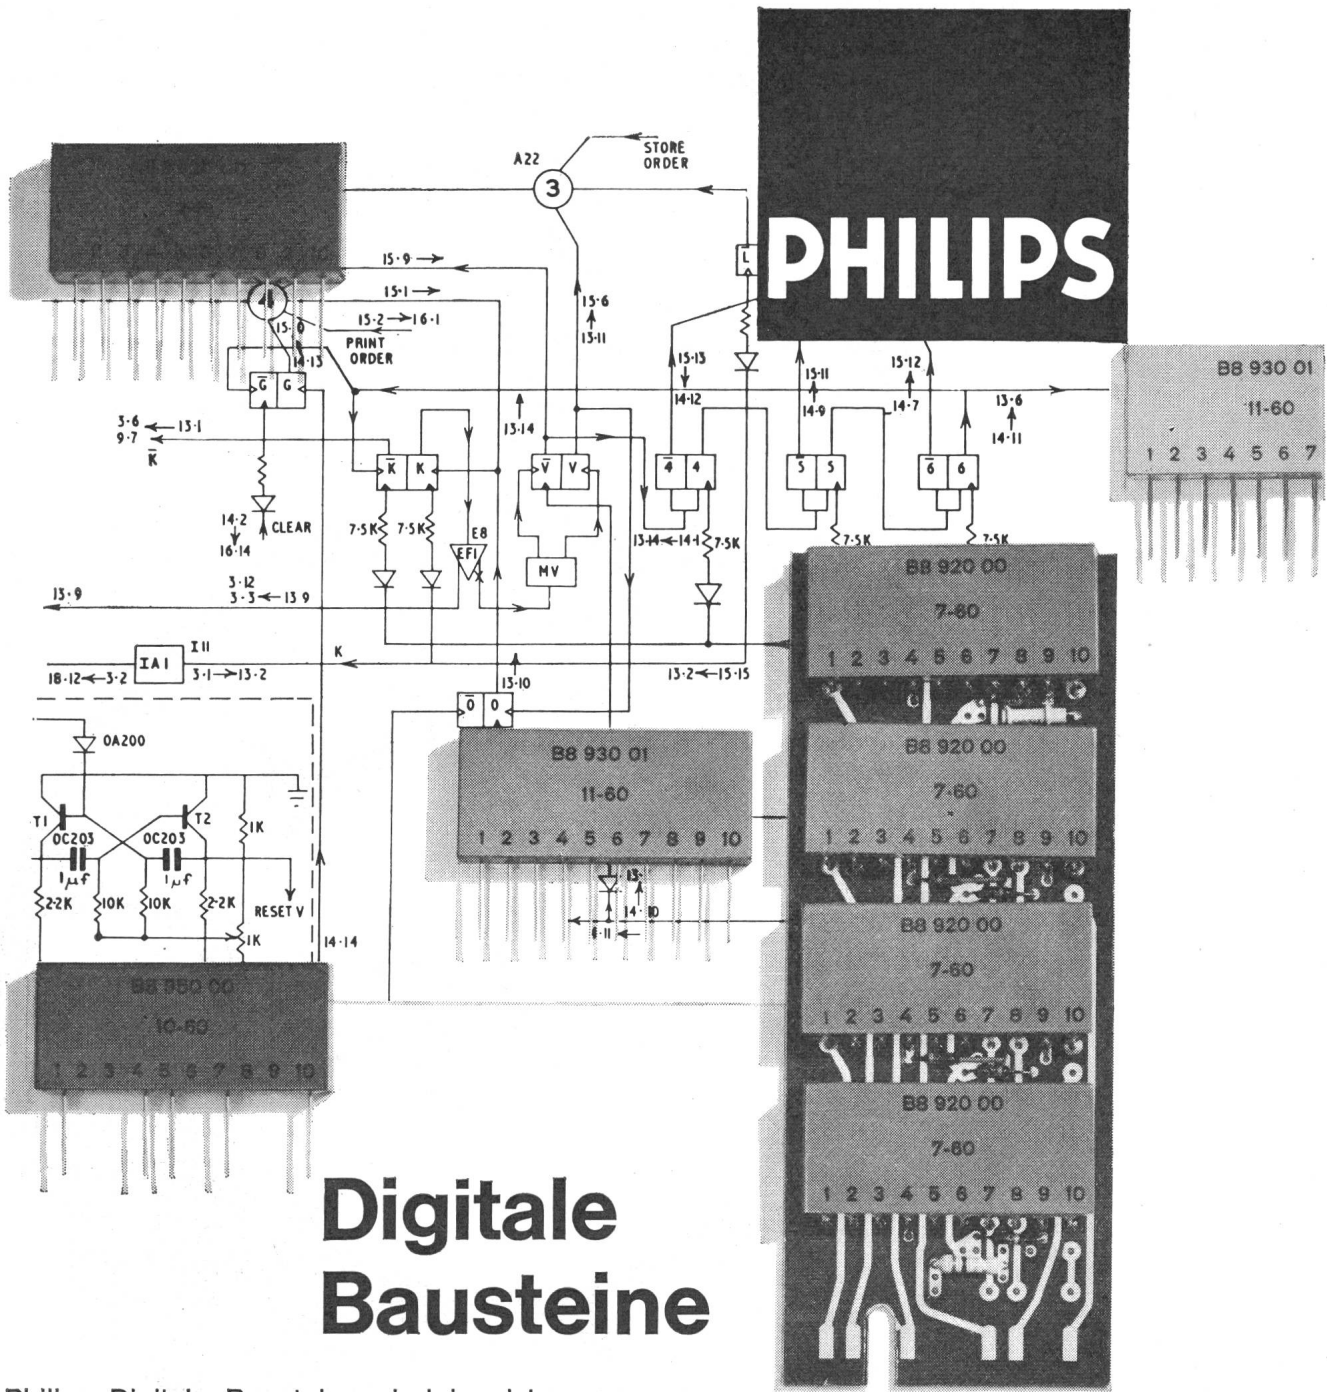 PHILIPS
STORE
ORDER
A22
3
L
15·9
15·1
15·2 → 16·1
15·0
4
PRINT
ORDER
14·13
15·6
13·11
15·13
14·12
15·11
14·9
15·12
14·7
13·6
14·11
B8 930 01
11-60
1 2 3 4 5 6 7
G̅ G
3·6 ← 13·1
9·7
K̅
13·14
K̅ K
V̅ V
4̅ 4
5̅ 5
6̅ 6
14·2
16·14
CLEAR
7·5K
7·5K
E8
EF1
MV
13·14 ← 14·1
7·5K
7·5K
7·5K
B8 920 00
7-60
1 2 3 4 5 6 7 8 9 10
13·9
3·12
3·3 ← 13 9
IA1
I11
K
18·12 ← 3·2
3·1 → 13·2
13·10
13·2 ← 15·15
O̅ O
OA200
T1
OC203
OC203
T2
1K
1µf
1µf
2·2K
10K
10K
2·2K
RESET V
1K
14·14
B8 930 01
11-60
1 2 3 4 5 6 7 8 9 10
14·10
B8 920 00
7-60
1 2 3 4 5 6 7 8 9 10
B8 920 00
7-60
1 2 3 4 5 6 7 8 9 10
B8 920 00
7-60
1 2 3 4 5 6 7 8 9 10
B8 950 00
10-60
1 2 3 4 5 6 7 8 9 10
Digitale
Bausteine